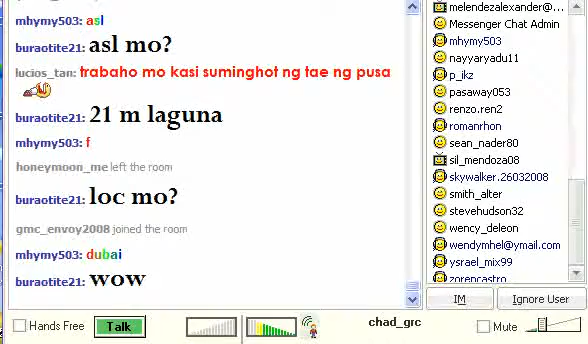 mhymy503: asl
buraotite21: asl mo?
lucios_tan: trabaho mo kasi suminghot ng tae ng pusa
buraotite21: 21 m laguna
mhymy503: f
honeymoon_me left the room
buraotite21: loc mo?
gmc_envoy2008 joined the room
mhymy503: dubai
buraotite21: wow
melendezalexander@...
Messenger Chat Admin
mhymy503
nayyaryadu11
p_ikz
pasaway053
renzo.ren2
romanrhon
sean_nader80
sil_mendoza08
skywalker.26032008
smith_alter
stevehudson32
wency_deleon
wendymhel@ymail.com
ysrael_mix99
zorencastro
IM
Ignore User
Hands Free
Talk
chad_grc
Mute